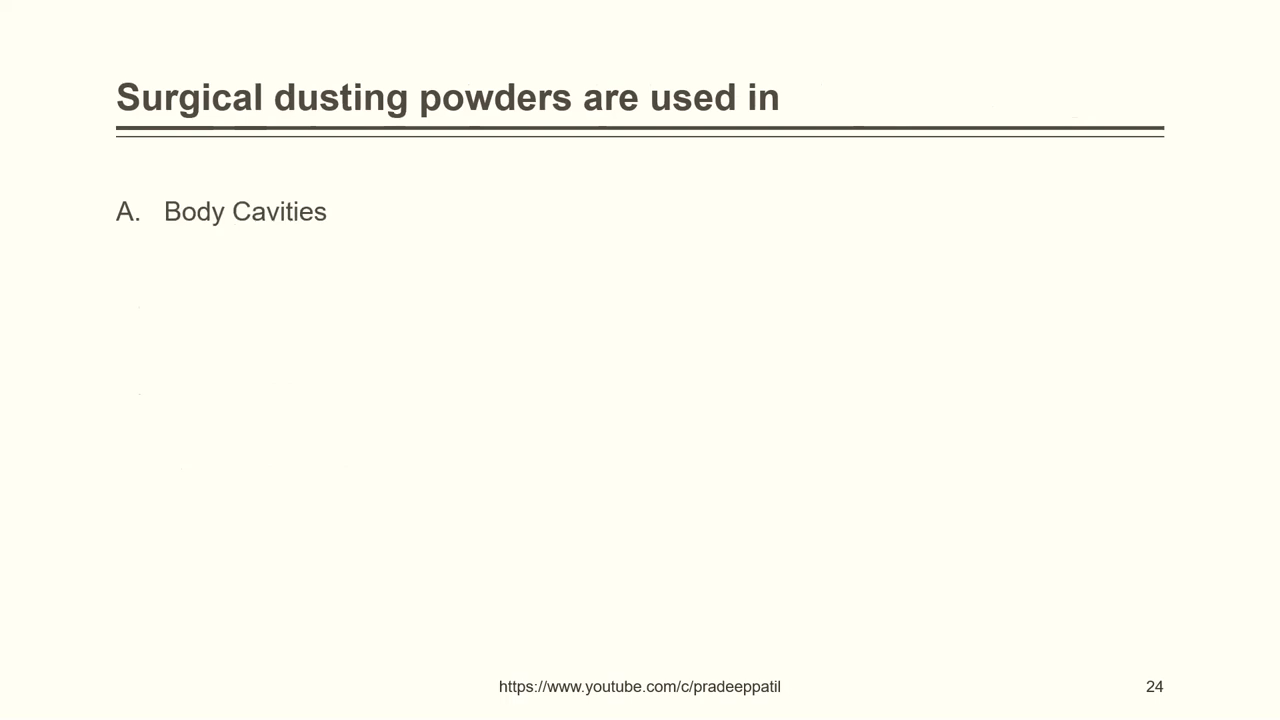 Surgical dusting powders are used in
A. Body Cavities
https://www.youtube.com/c/pradeeppatil
24